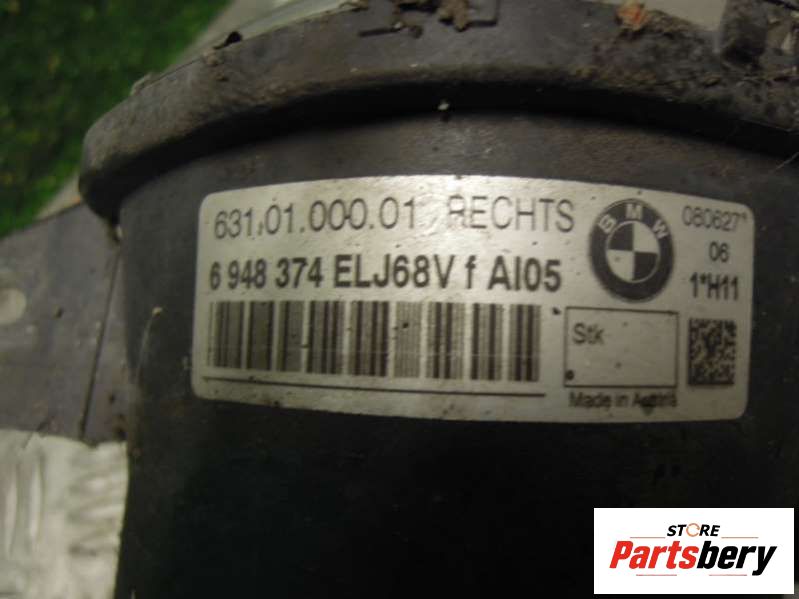 631.01.000.01 RECHTS
6 948 374 ELJ68V f AI05
BMW
080627*
06
1*H11
Stk
Made in Austria
STORE
Partsbery